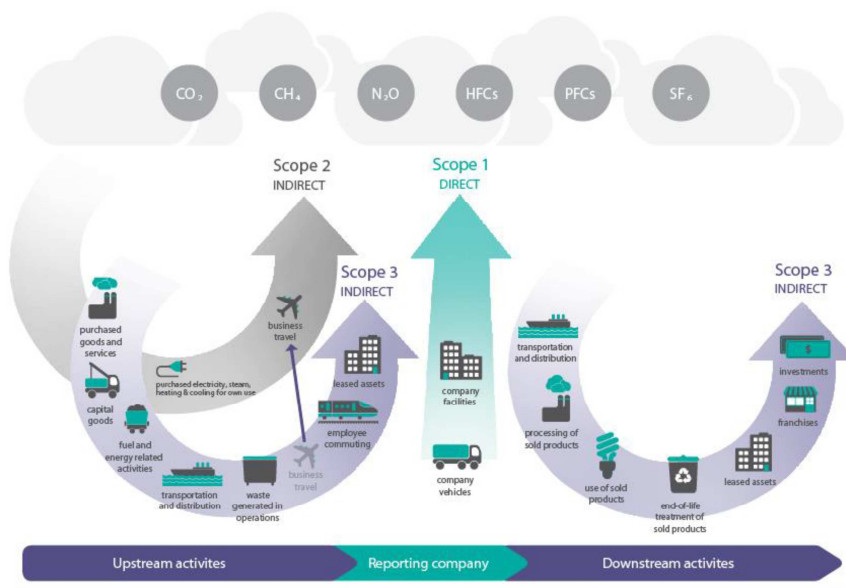 CO2
CH4
N2O
HFCs
PFCs
SF6
Scope 2
INDIRECT
Scope 1
DIRECT
Scope 3
INDIRECT
Scope 3
INDIRECT
purchased
goods and
services
capital
goods
fuel and
energy related
activities
purchased electricity, steam,
heating & cooling for own use
transportation
and distribution
waste
generated in
operations
business
travel
business
travel
employee
commuting
leased assets
company
facilities
company
vehicles
transportation
and distribution
processing of
sold products
use of sold
products
end-of-life
treatment of
sold products
leased assets
franchises
investments
$
Upstream activites
Reporting company
Downstream activites